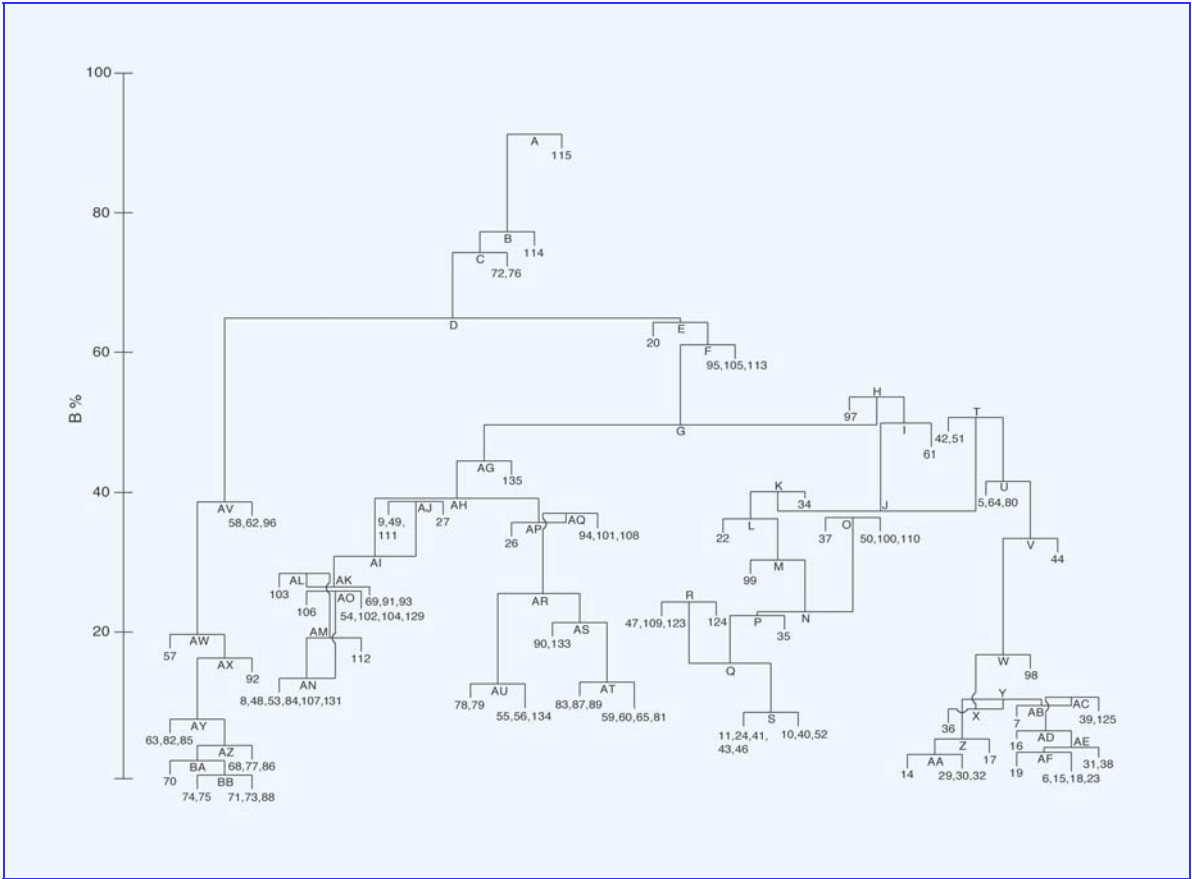 100
A
115
80
B
114
C
72,76
D
E
20
60
F
95,105,113
B %
H
97
T
G
I
42,51
61
AG
135
K
34
U
5,64,80
40
AV
58,62,96
AJ
AH
27
9,49,
111
AQ
AP
26
94,101,108
J
L
22
O
37
50,100,110
V
44
AI
M
99
AL
AK
103
69,91,93
AO
106
54,102,104,129
AR
R
47,109,123
124
P
N
35
20
AM
112
AS
90,133
AW
57
AX
92
Q
W
98
AN
8,48,53,84,107,131
AU
78,79
55,56,134
AT
83,87,89
59,60,65,81
Y
X
36
AB
7
AC
39,125
S
11,24,41,
43,46
10,40,52
AY
63,82,85
AZ
68,77,86
Z
17
AD
16
AE
31,38
BA
70
BB
74,75
71,73,88
AA
14
29,30,32
AF
19
6,15,18,23